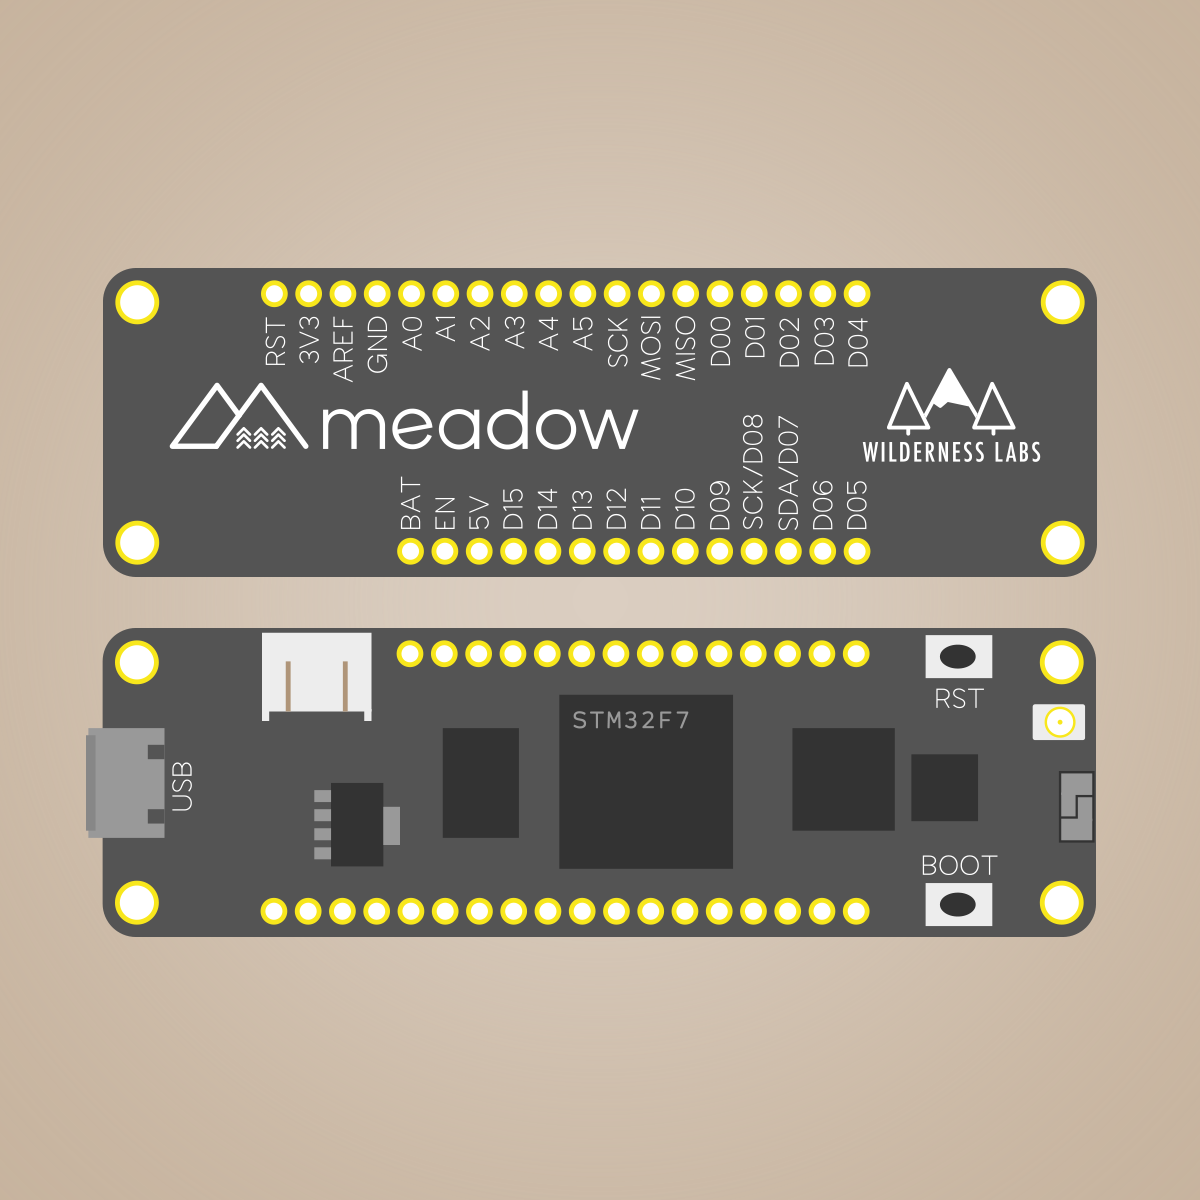 RST
3V3
AREF
GND
A0
A1
A2
A3
A4
A5
SCK
MOSI
MISO
D00
D01
D02
D03
D04
meadow
WILDERNESS LABS
BAT
EN
5V
D15
D14
D13
D12
D11
D10
D09
SCK/D08
SDA/D07
D06
D05
RST
STM32F7
USB
BOOT